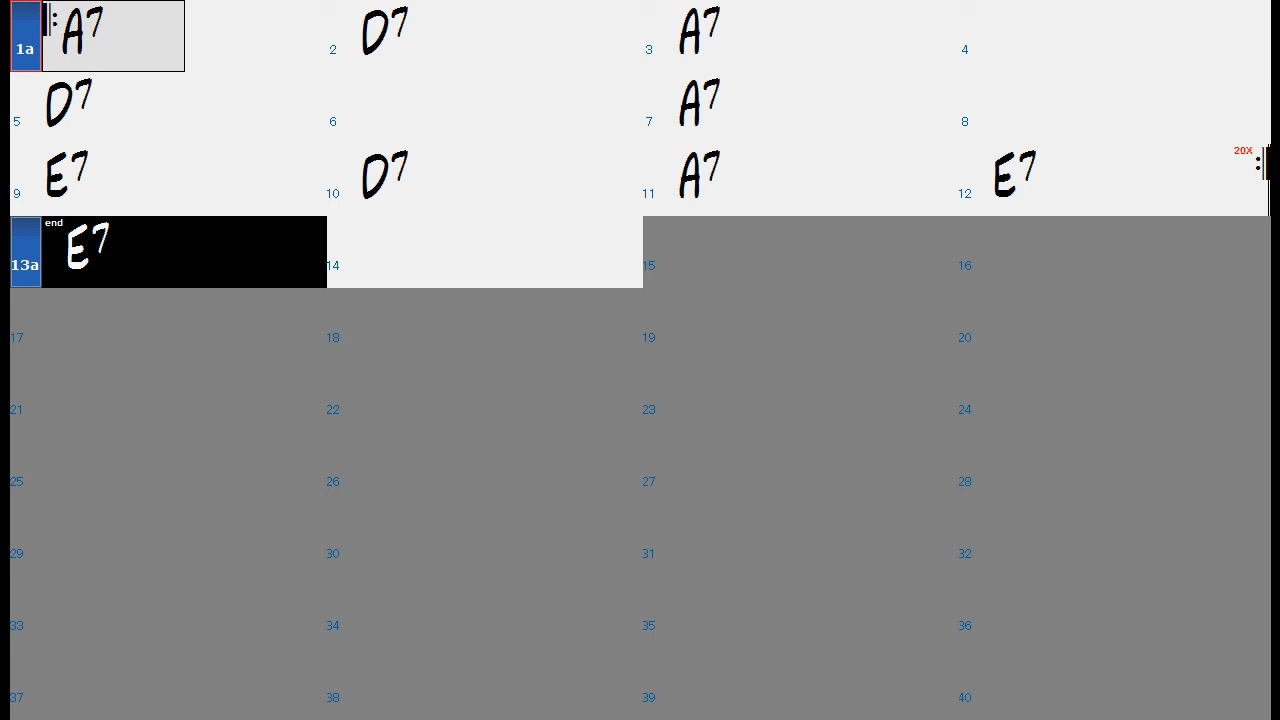 1a A7 2 D7 3 A7 4
5 D7 6 7 A7 8
20X
9 E7 10 D7 11 A7 12 E7
end
13a E7 14 15 16
17 18 19 20
21 22 23 24
25 26 27 28
29 30 31 32
33 34 35 36
37 38 39 40